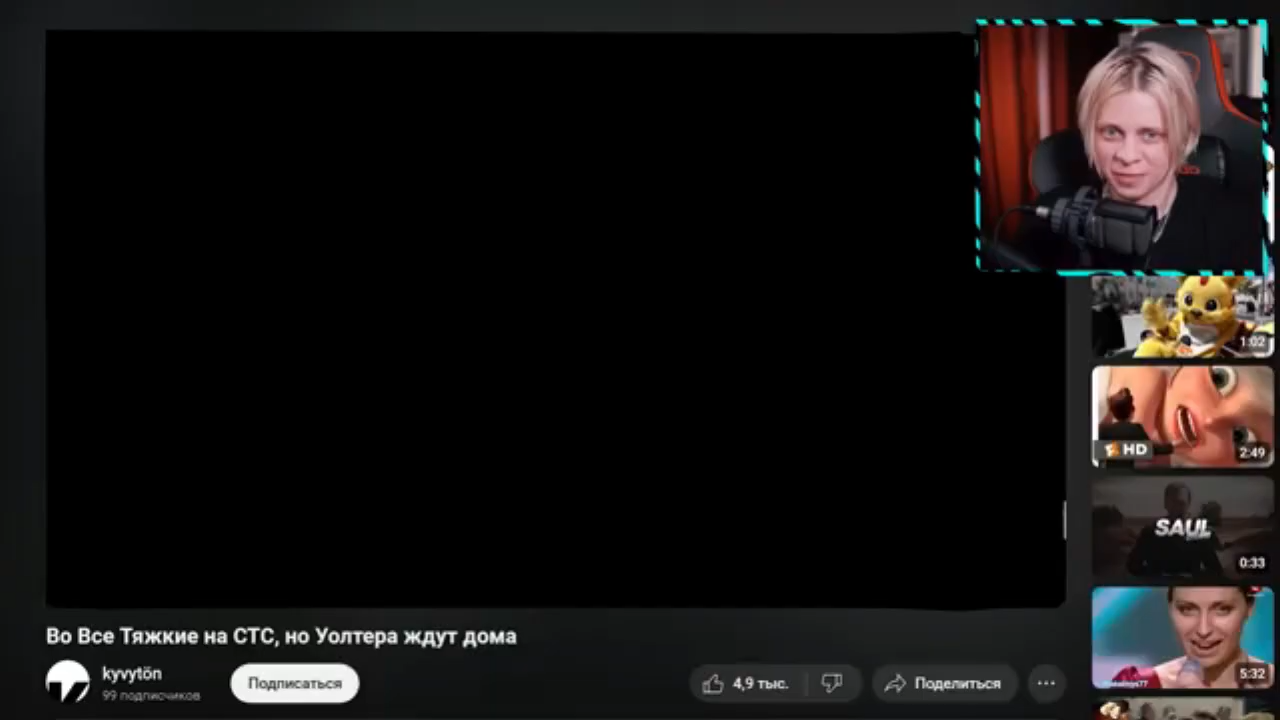 1:02
HD
2:49
SAUL
0:33
5:32
Во Все Тяжкие на СТС, но Уолтера ждут дома
kyvytön
99 подписчиков
Подписаться
4,9 тыс.
Поделиться